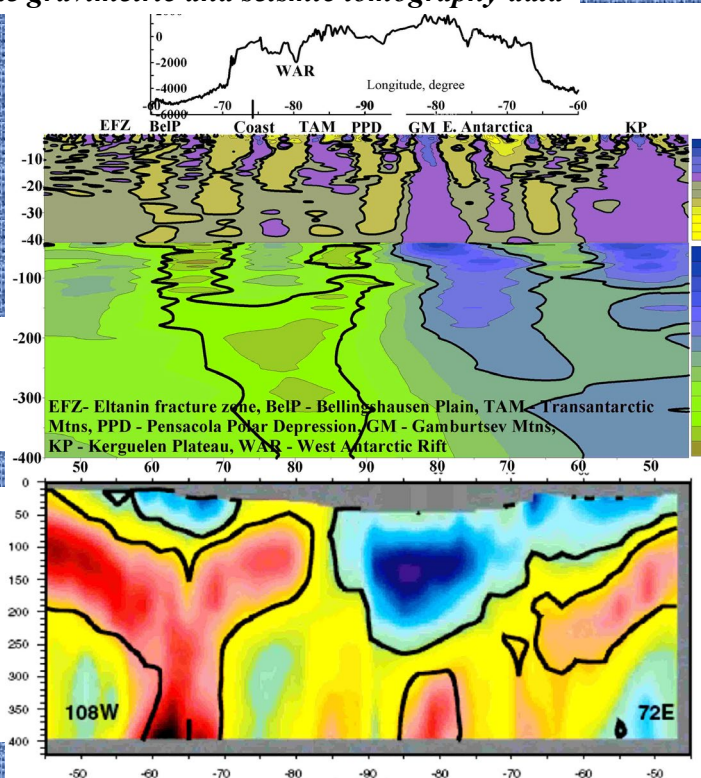 gravimetric and seismic tomography data
0
-2000
-4000
-6000
WAR
Longitude, degree
-70 -80 -90 -80 -70 -60
EFZ BelP Coast TAM PPD GM E. Antarctica KP
-10
-20
-30
-40
-100
-200
-300
-400
EFZ- Eltanin fracture zone, BelP - Bellingshausen Plain, TAM - Transantarctic
Mtns, PPD - Pensacola Polar Depression, GM - Gamburtsev Mtns,
KP - Kerguelen Plateau, WAR - West Antarctic Rift
50 60 70 80 90 80 70 60 50
0
50
100
150
200
250
300
350
400
108W 72E
-50 -60 -70 -80 -90 -80 -70 -60 -50